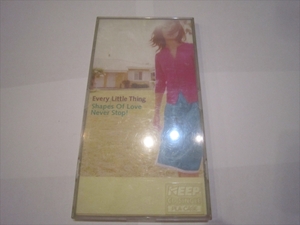 Every Little Thing
Shapes Of Love
Never Stop!